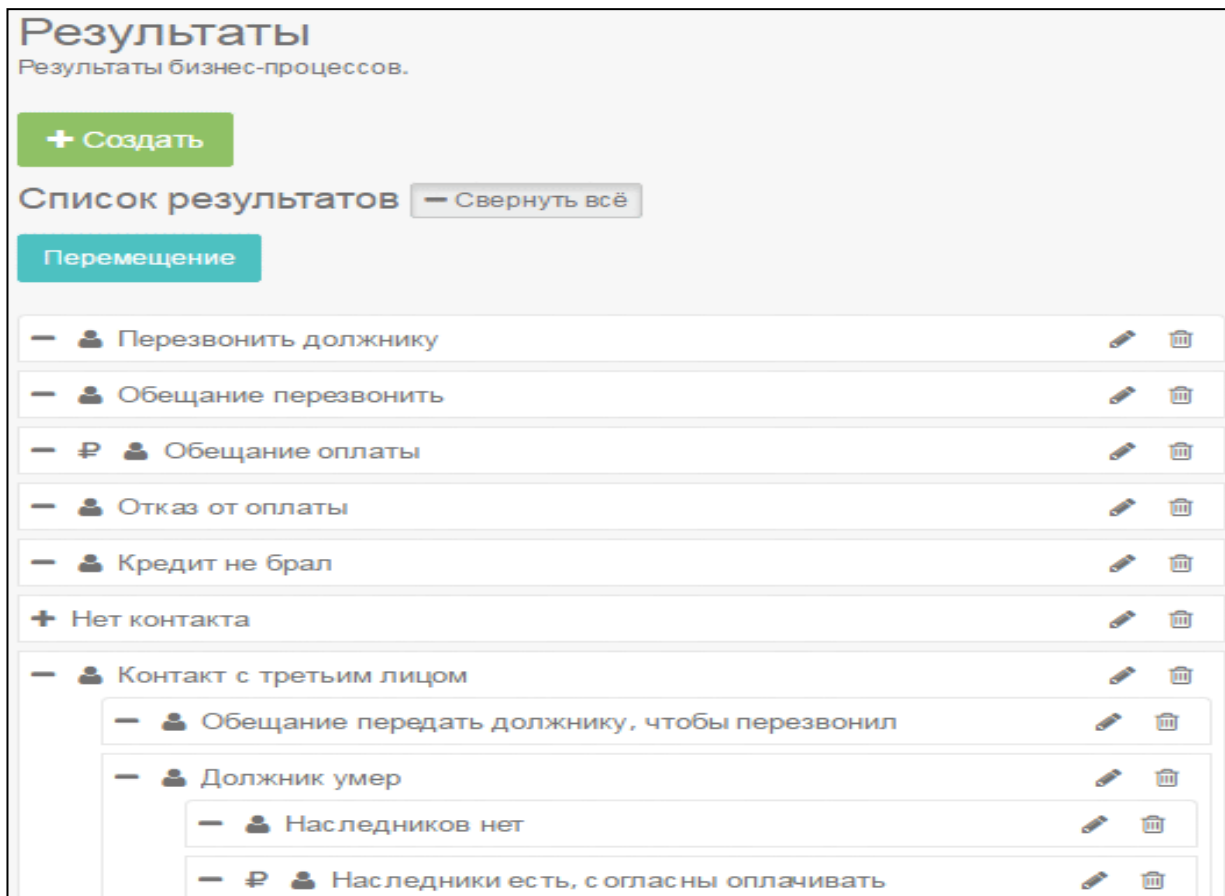 Результаты
Результаты бизнес-процессов.
+ Создать
Список результатов — Свернуть всё
Перемещение
— Перезвонить должнику
— Обещание перезвонить
— ₽ Обещание оплаты
— Отказ от оплаты
— Кредит не брал
+ Нет контакта
— Контакт с третьим лицом
— Обещание передать должнику, чтобы перезвонил
— Должник умер
— Наследников нет
— ₽ Наследники есть, согласны оплачивать